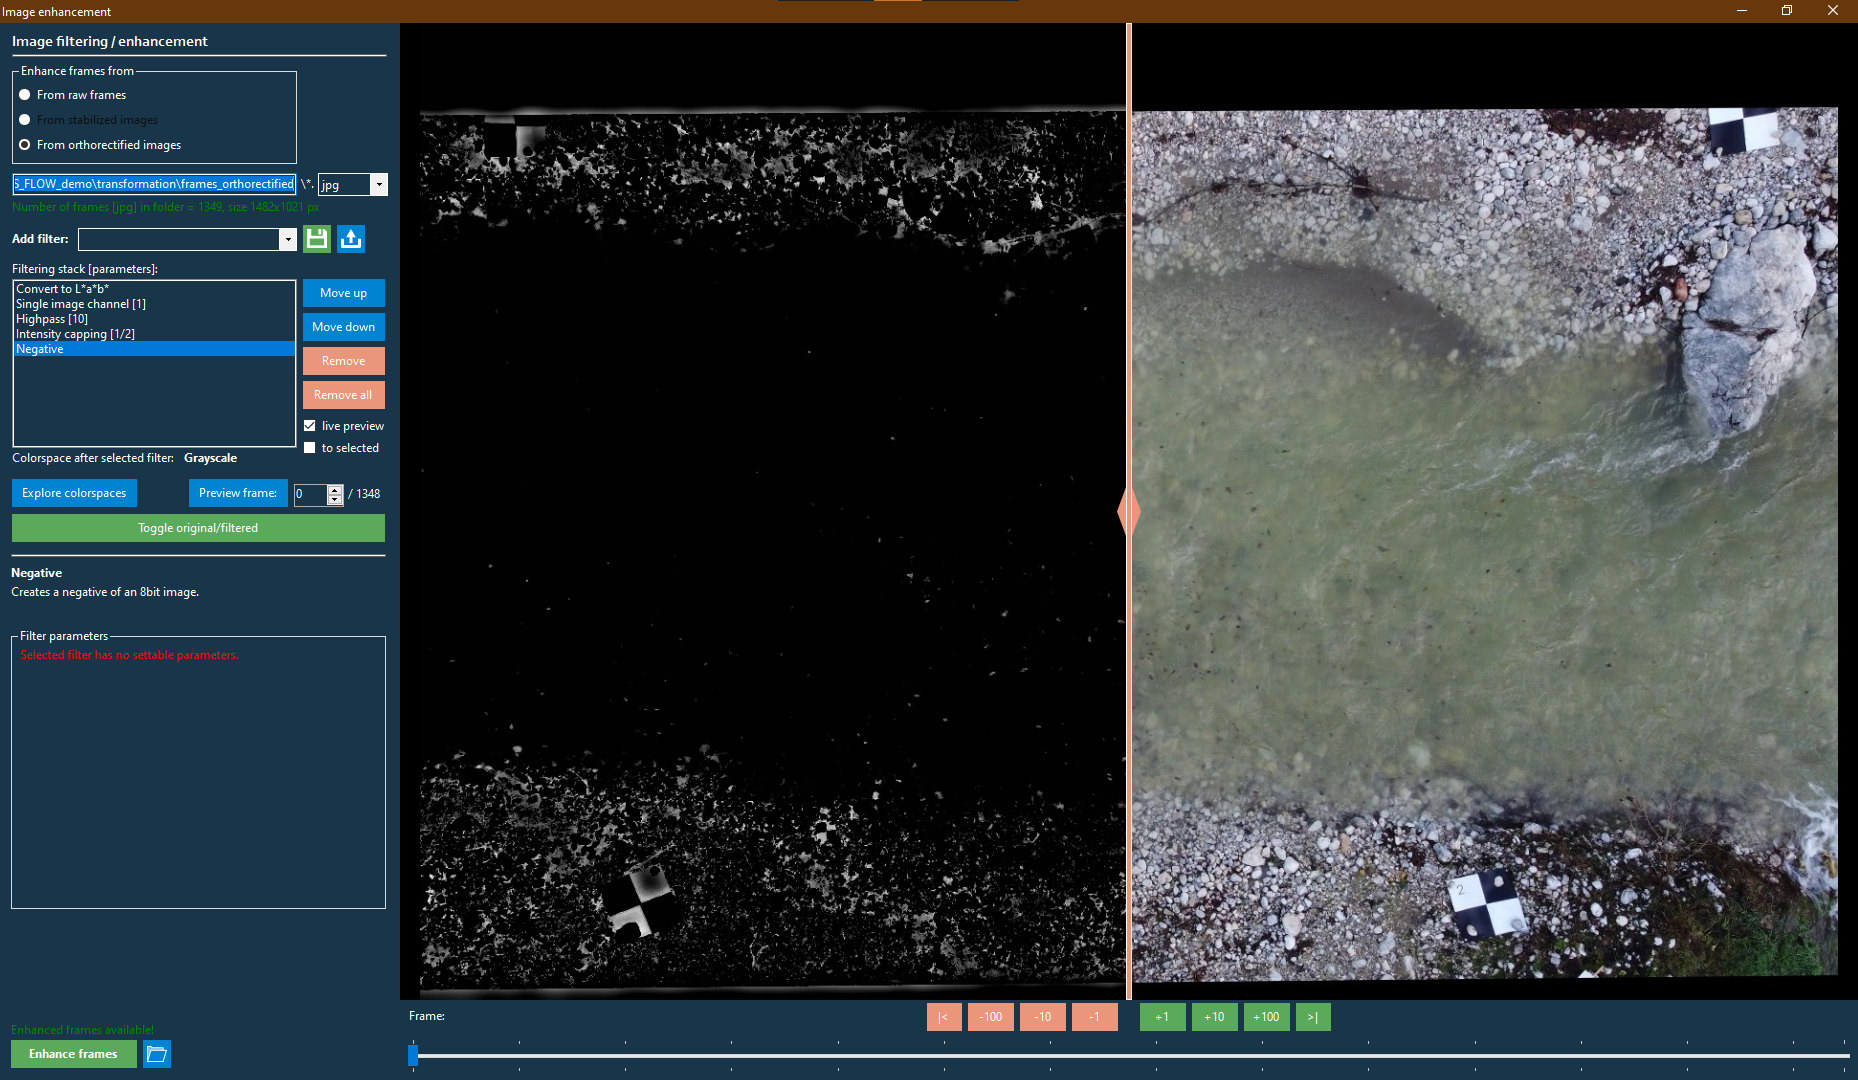 Image enhancement
Image filtering / enhancement
Enhance frames from
From raw frames
From stabilized images
From orthorectified images
S_FLOW_demo\transformation\frames_orthorectified \*. jpg
Number of frames [jpg] in folder = 1349, size 1482x1021 px
Add filter:
Filtering stack [parameters]:
Convert to L*a*b*
Single image channel [1]
Highpass [10]
Intensity capping [1/2]
Negative
Move up
Move down
Remove
Remove all
live preview
to selected
Colorspace after selected filter: Grayscale
Explore colorspaces
Preview frame: 0 / 1348
Toggle original/filtered
Negative
Creates a negative of an 8bit image.
Filter parameters
Selected filter has no settable parameters.
Enhanced frames available!
Enhance frames
2
Frame:
|< -100 -10 -1 +1 +10 +100 >|